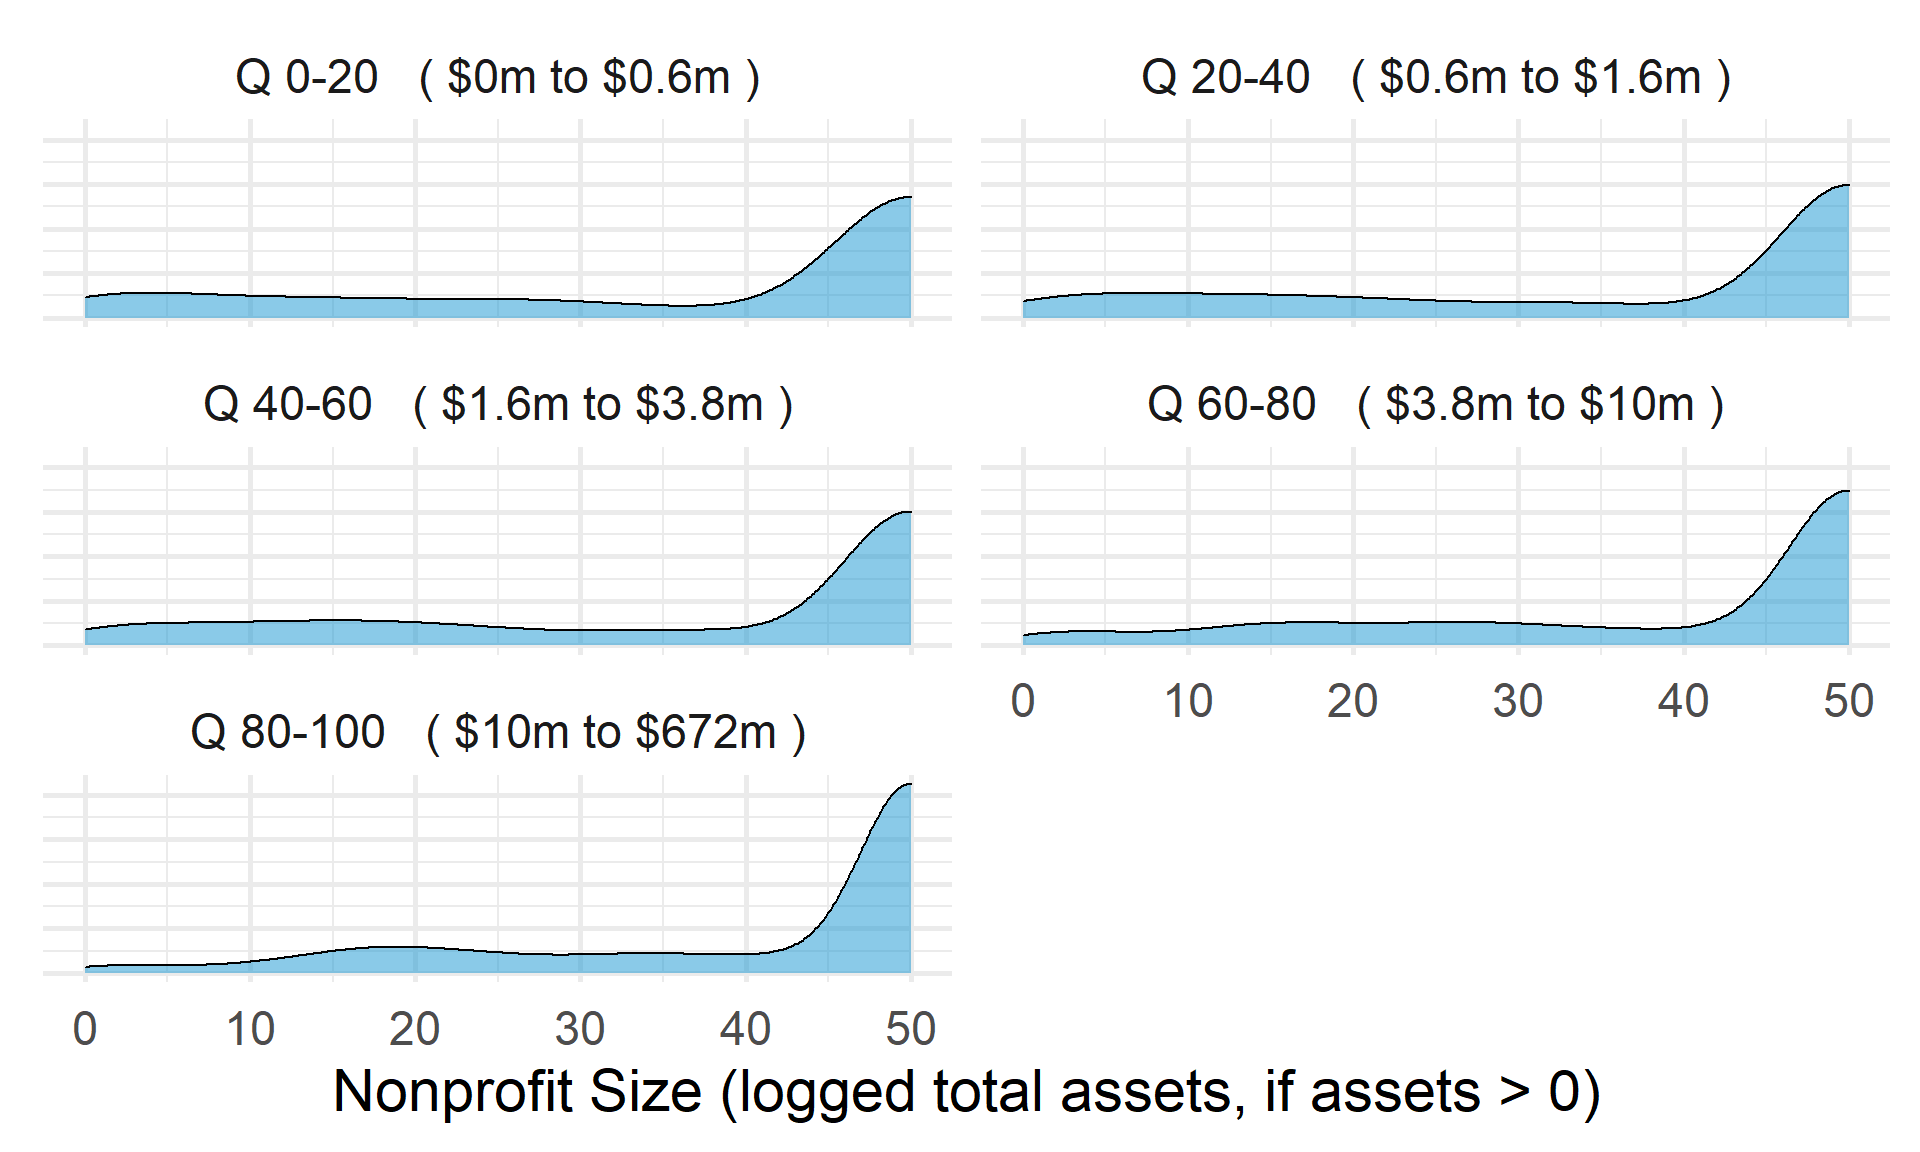 Q 0-20 ( $0m to $0.6m )
Q 20-40 ( $0.6m to $1.6m )
Q 40-60 ( $1.6m to $3.8m )
Q 60-80 ( $3.8m to $10m )
0 10 20 30 40 50
Q 80-100 ( $10m to $672m )
0 10 20 30 40 50
Nonprofit Size (logged total assets, if assets > 0)